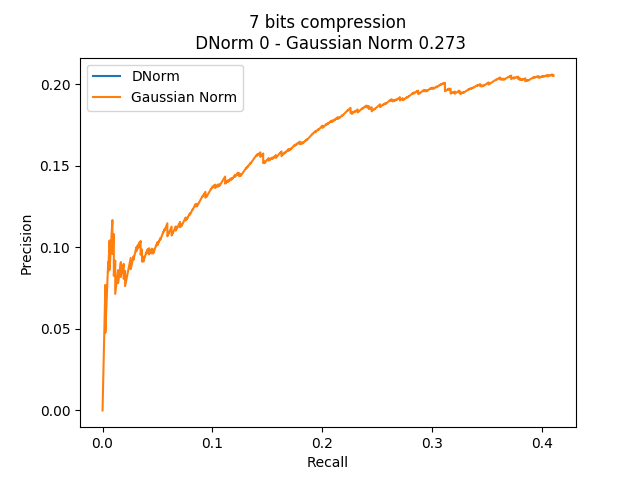 7 bits compression
DNorm 0 - Gaussian Norm 0.273
DNorm
Gaussian Norm
0.20
0.15
0.10
0.05
0.00
Precision
0.0 0.1 0.2 0.3 0.4
Recall